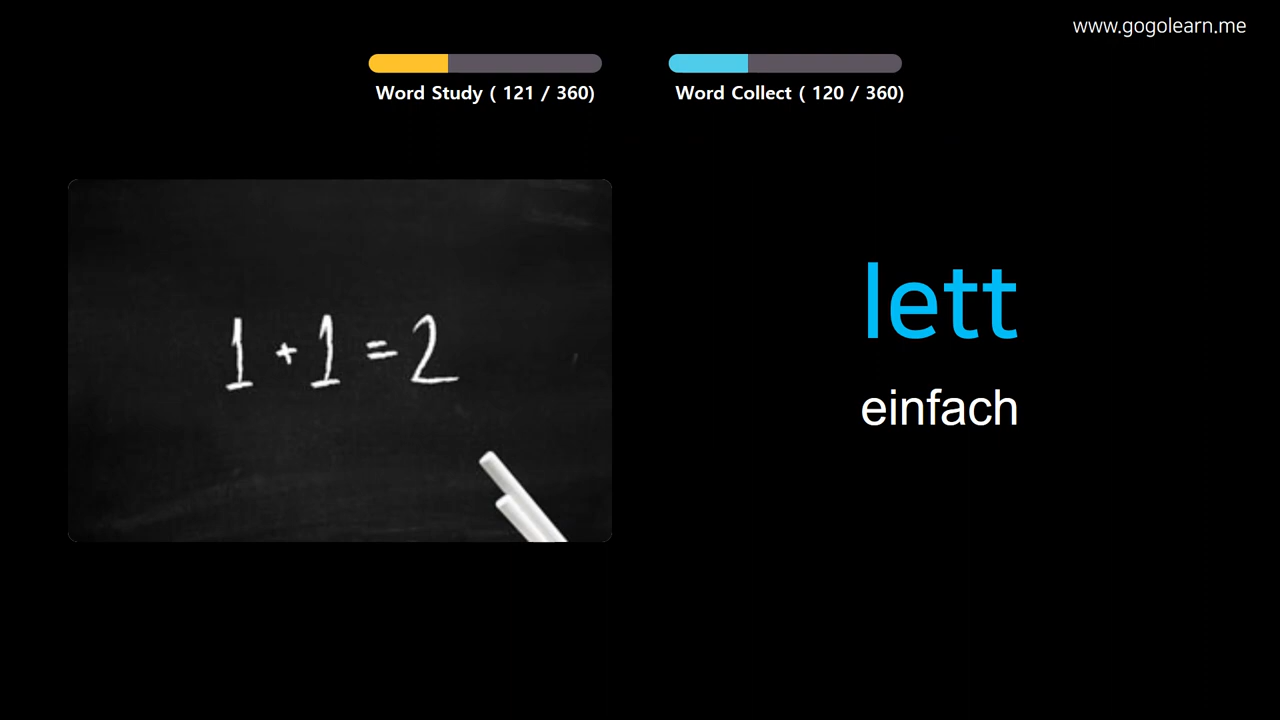 www.gogolearn.me
Word Study ( 121 / 360)
Word Collect ( 120 / 360)
1 + 1 = 2
lett
einfach